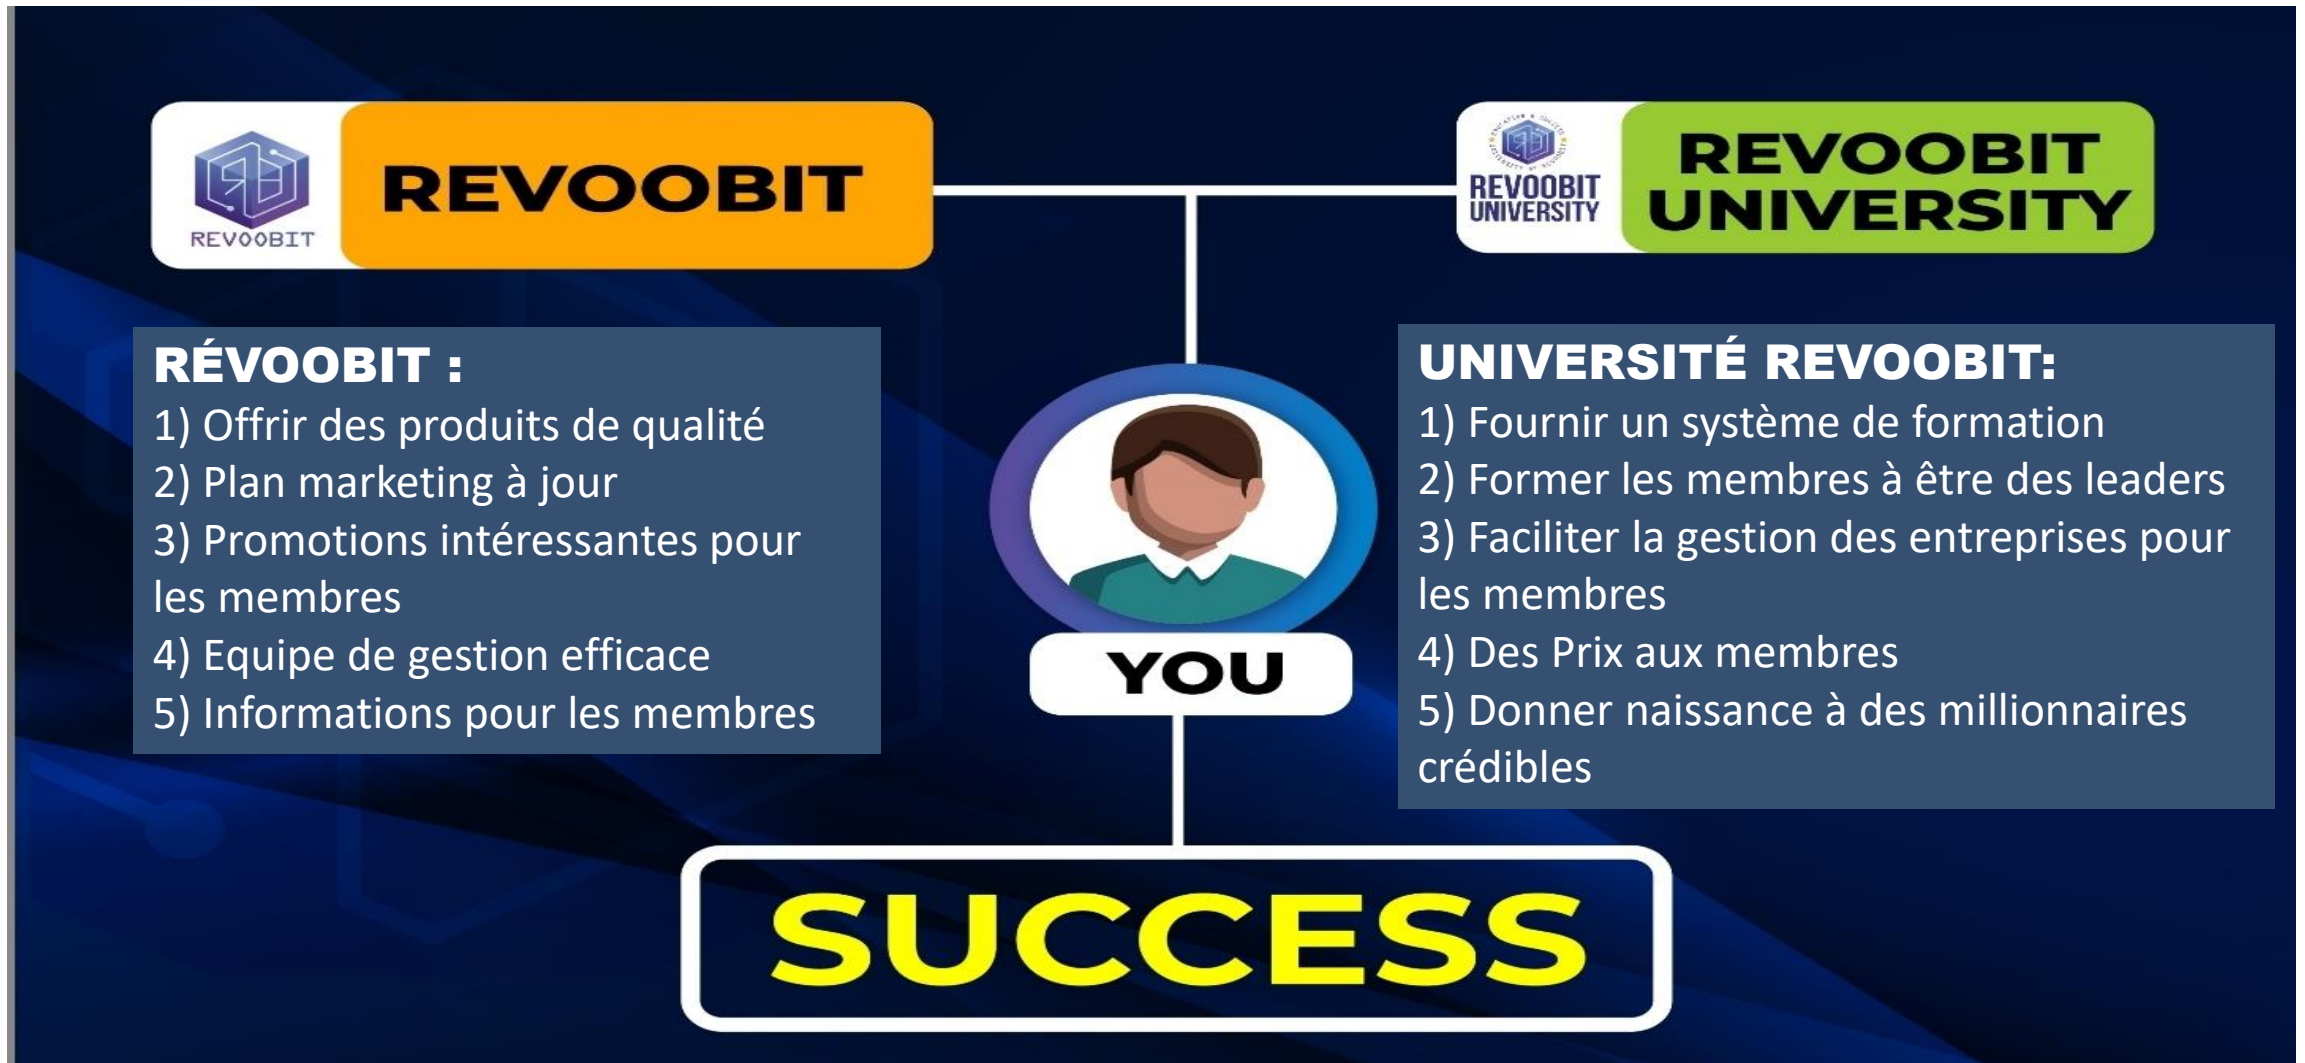 REVOOBIT
REVOOBIT
REVOOBIT
UNIVERSITY
REVOOBIT
UNIVERSITY
RÉVOOBIT :
1) Offrir des produits de qualité
2) Plan marketing à jour
3) Promotions intéressantes pour
les membres
4) Equipe de gestion efficace
5) Informations pour les membres
YOU
UNIVERSITÉ REVOOBIT:
1) Fournir un système de formation
2) Former les membres à être des leaders
3) Faciliter la gestion des entreprises pour
les membres
4) Des Prix aux membres
5) Donner naissance à des millionnaires
crédibles
SUCCESS